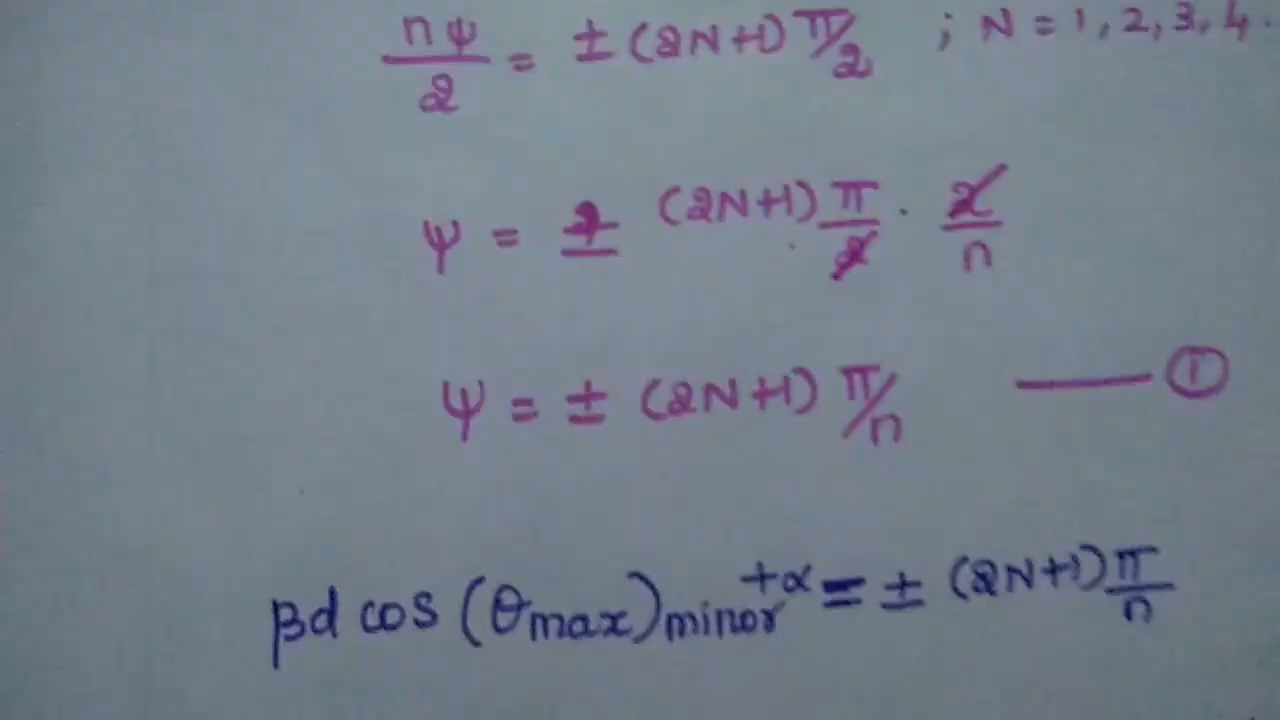 nψ/2 = ± (2N+1) π/2 ; N = 1, 2, 3, 4.
ψ = ± (2N+1) π/2 · 2/n
ψ = ± (2N+1) π/n —— ①
βd cos (θmax)minor +α = ± (2N+1) π/n